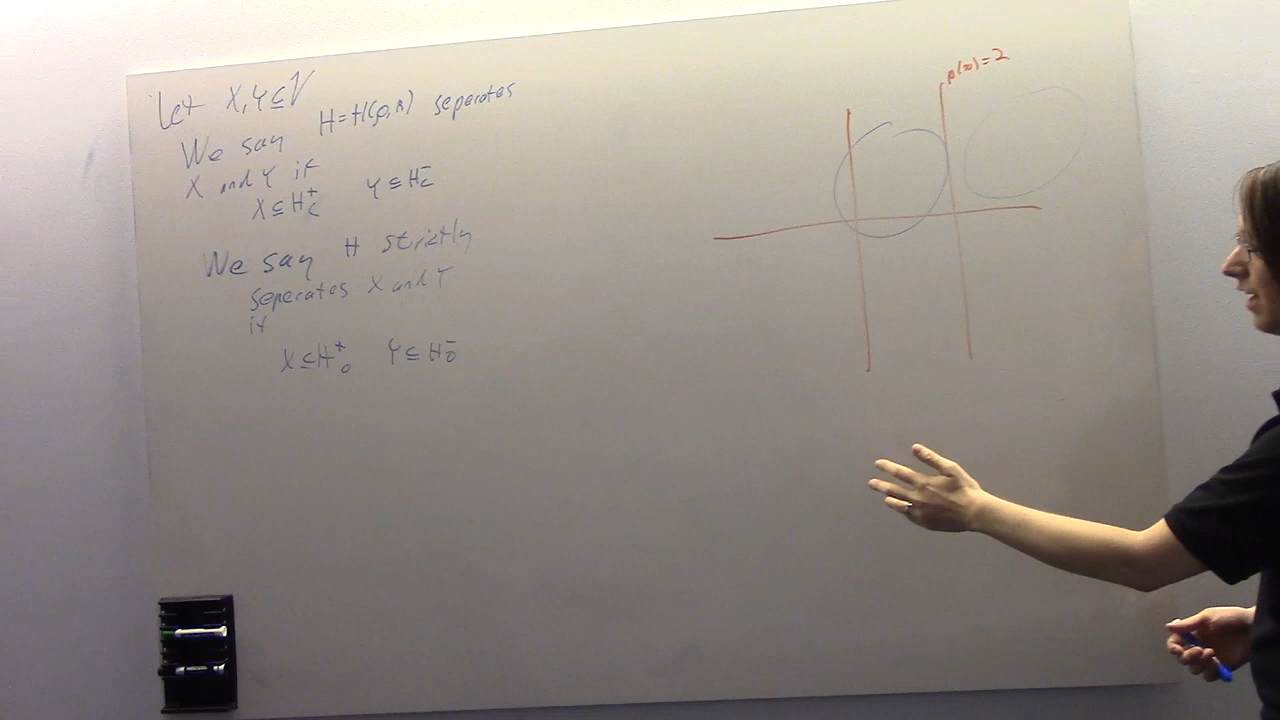 Let X, Y ⊆ V
We say H = H(ρ, κ) seperates
X and Y if
X ⊆ H⁺_c Y ⊆ H⁻_c
We say H strictly
seperates X and Y
if
X ⊆ H⁺_o Y ⊆ H⁻_o
ρ(x) = 2